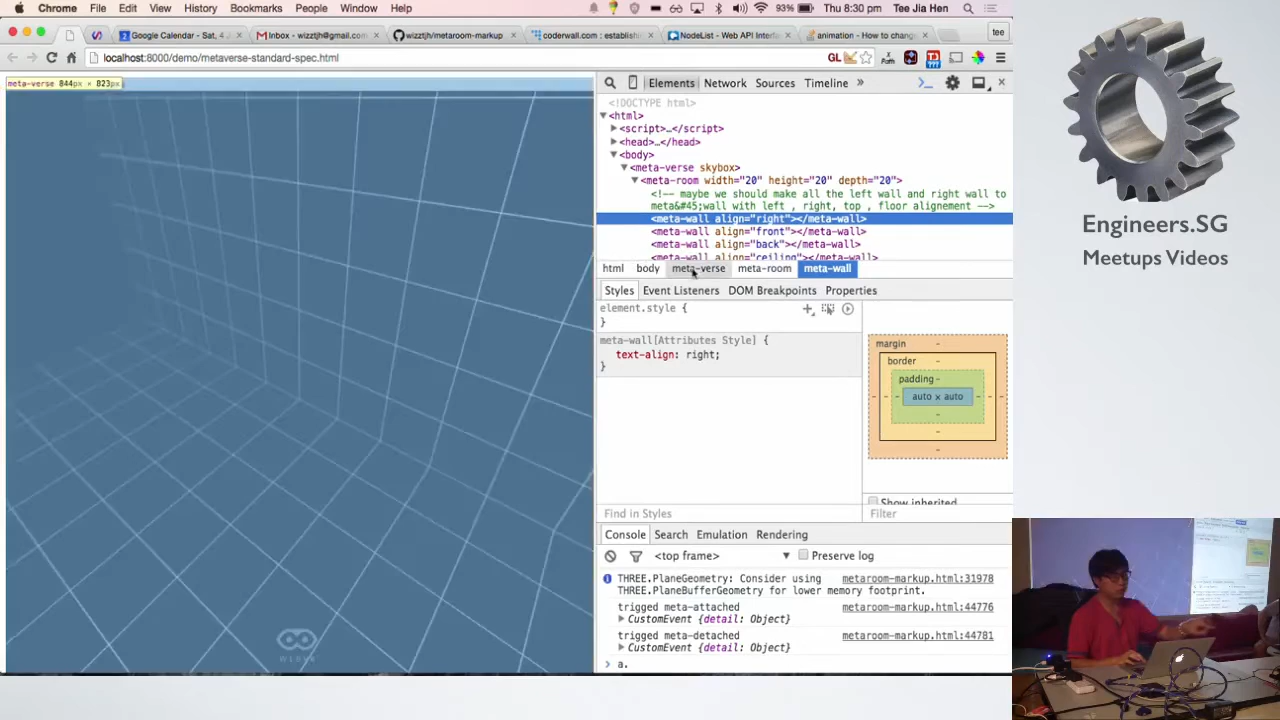 Chrome File Edit View History Bookmarks People Window Help 93% Thu 8:30 pm Tee Jia Hen
Google Calendar - Sat, 4 Inbox - wizztjh@gmail.com wizztjh/metaroom-markup coderwall.com : establishi NodeList - Web API Interfa animation - How to change tee
localhost:8000/demo/metaverse-standard-spec.html GL
meta-verse 844px × 823px
Elements Network Sources Timeline »
<!DOCTYPE html>
<html>
<script>…</script>
<head>…</head>
<body>
<meta-verse skybox>
<meta-room width="20" height="20" depth="20">
<!-- maybe we should make all the left wall and right wall to
meta&#45;wall with left , right, top , floor alignement -->
<meta-wall align="right"></meta-wall>
<meta-wall align="front"></meta-wall>
<meta-wall align="back"></meta-wall>
<meta-wall align="ceiling"></meta-wall>
html body meta-verse meta-room meta-wall
Styles Event Listeners DOM Breakpoints Properties
element.style {
}
meta-wall[Attributes Style] {
text-align: right;
}
margin -
border -
padding -
- - - auto × auto - - -
-
-
-
Show inherited
Find in Styles Filter
Console Search Emulation Rendering
<top frame> Preserve log
THREE.PlaneGeometry: Consider using metaroom-markup.html:31978
THREE.PlaneBufferGeometry for lower memory footprint.
trigged meta-attached metaroom-markup.html:44776
CustomEvent {detail: Object}
trigged meta-detached metaroom-markup.html:44781
CustomEvent {detail: Object}
> a.
Engineers.SG
Meetups Videos